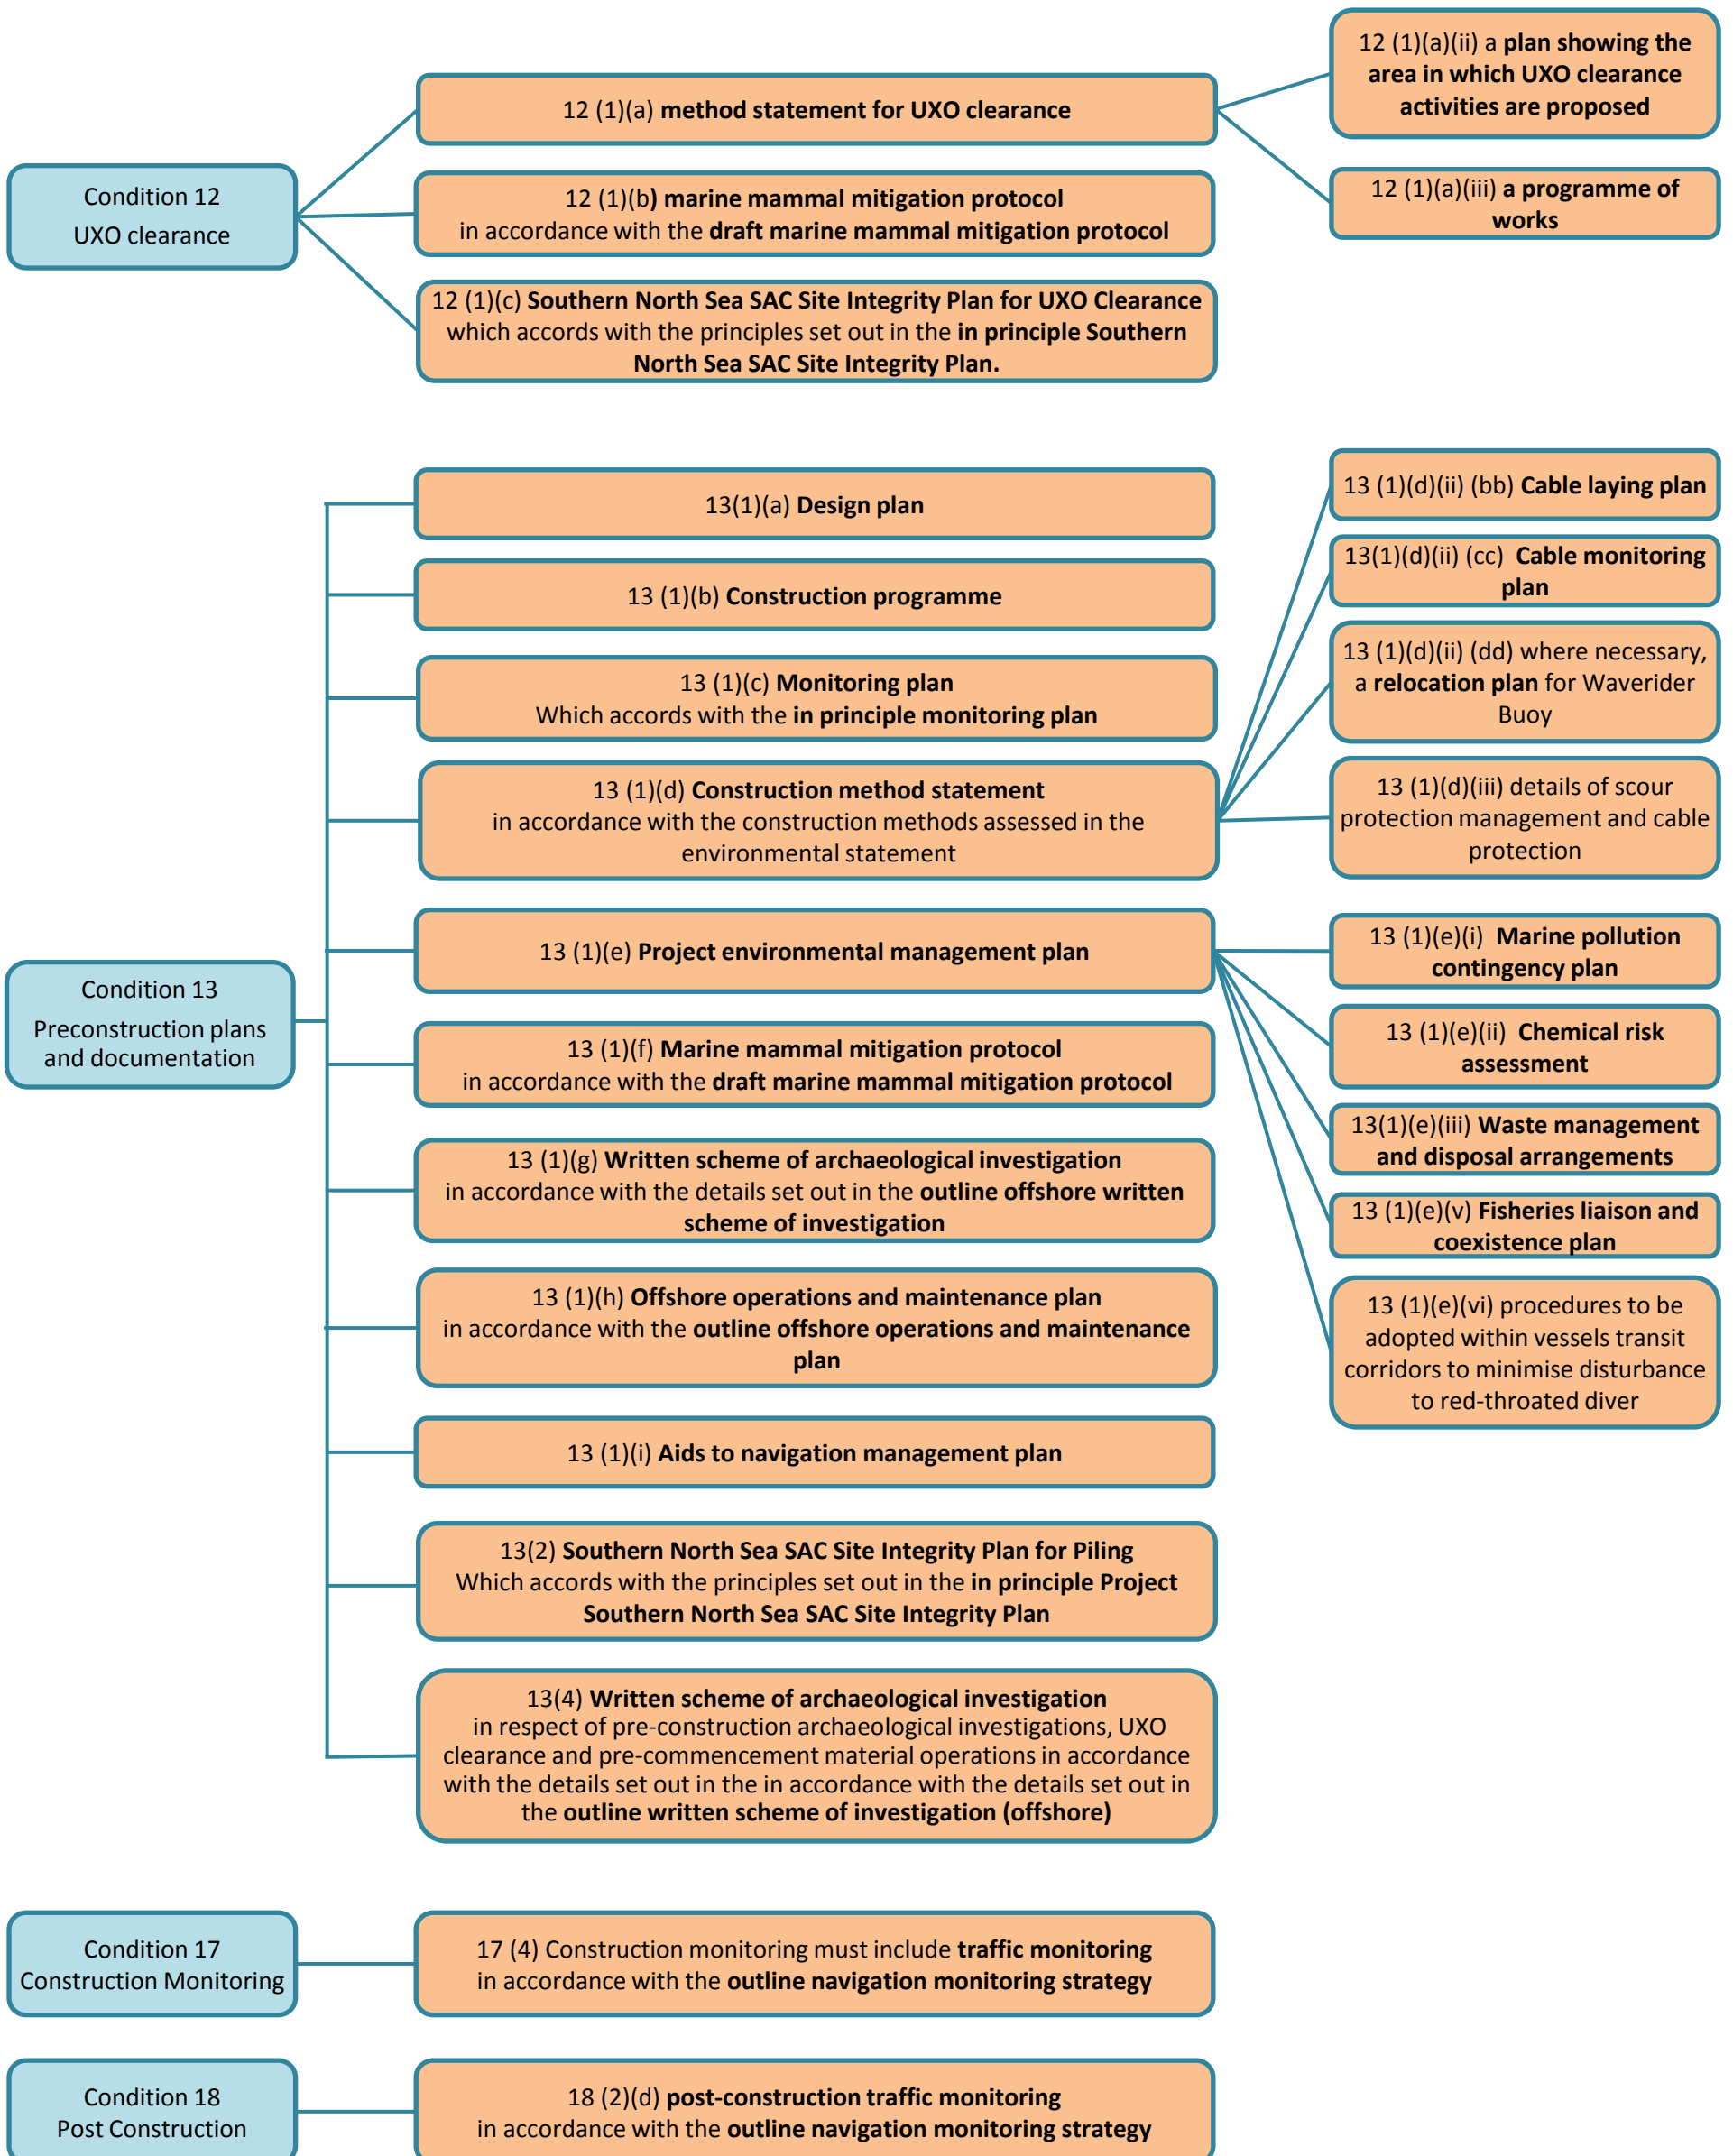 Condition 12
UXO clearance
12 (1)(a) method statement for UXO clearance
12 (1)(a)(ii) a plan showing the
area in which UXO clearance
activities are proposed
12 (1)(a)(iii) a programme of
works
12 (1)(b) marine mammal mitigation protocol
in accordance with the draft marine mammal mitigation protocol
12 (1)(c) Southern North Sea SAC Site Integrity Plan for UXO Clearance
which accords with the principles set out in the in principle Southern
North Sea SAC Site Integrity Plan.
Condition 13
Preconstruction plans
and documentation
13(1)(a) Design plan
13 (1)(b) Construction programme
13 (1)(c) Monitoring plan
Which accords with the in principle monitoring plan
13 (1)(d) Construction method statement
in accordance with the construction methods assessed in the
environmental statement
13 (1)(d)(ii) (bb) Cable laying plan
13(1)(d)(ii) (cc) Cable monitoring
plan
13 (1)(d)(ii) (dd) where necessary,
a relocation plan for Waverider
Buoy
13 (1)(d)(iii) details of scour
protection management and cable
protection
13 (1)(e) Project environmental management plan
13 (1)(e)(i) Marine pollution
contingency plan
13 (1)(e)(ii) Chemical risk
assessment
13(1)(e)(iii) Waste management
and disposal arrangements
13 (1)(e)(v) Fisheries liaison and
coexistence plan
13 (1)(e)(vi) procedures to be
adopted within vessels transit
corridors to minimise disturbance
to red-throated diver
13 (1)(f) Marine mammal mitigation protocol
in accordance with the draft marine mammal mitigation protocol
13 (1)(g) Written scheme of archaeological investigation
in accordance with the details set out in the outline offshore written
scheme of investigation
13 (1)(h) Offshore operations and maintenance plan
in accordance with the outline offshore operations and maintenance
plan
13 (1)(i) Aids to navigation management plan
13(2) Southern North Sea SAC Site Integrity Plan for Piling
Which accords with the principles set out in the in principle Project
Southern North Sea SAC Site Integrity Plan
13(4) Written scheme of archaeological investigation
in respect of pre-construction archaeological investigations, UXO
clearance and pre-commencement material operations in accordance
with the details set out in the in accordance with the details set out in
the outline written scheme of investigation (offshore)
Condition 17
Construction Monitoring
17 (4) Construction monitoring must include traffic monitoring
in accordance with the outline navigation monitoring strategy
Condition 18
Post Construction
18 (2)(d) post-construction traffic monitoring
in accordance with the outline navigation monitoring strategy